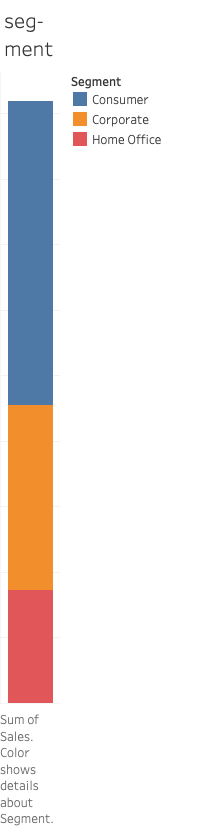 seg-
ment
Segment
Consumer
Corporate
Home Office
Sum of
Sales.
Color
shows
details
about
Segment.